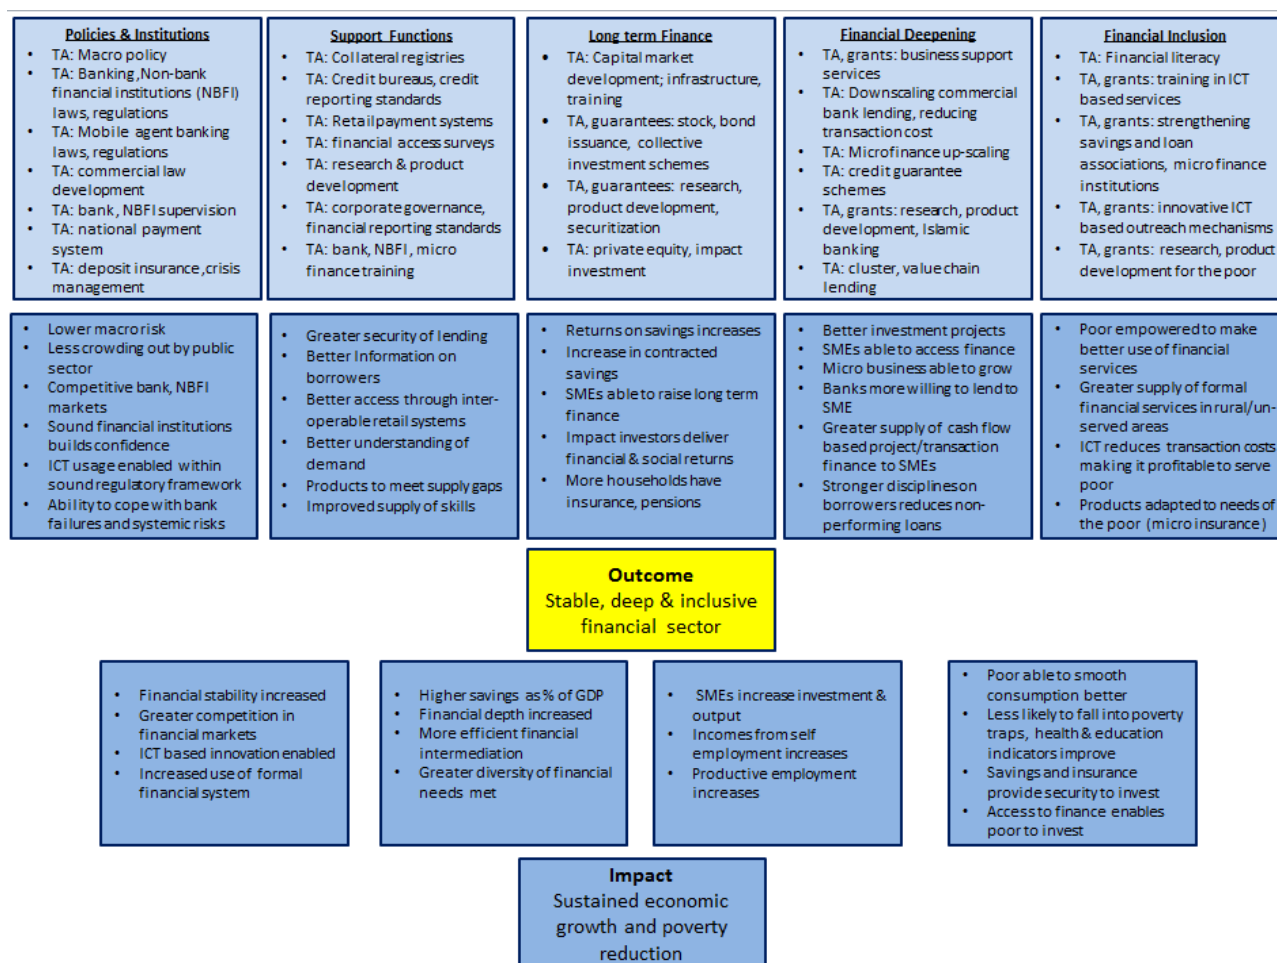 Policies & Institutions
• TA: Macro policy
• TA: Banking ,Non-bank
financial institutions (NBFI)
laws, regulations
• TA: Mobile agent banking
laws, regulations
• TA: commercial law
development
• TA: bank, NBFI supervision
• TA: national payment
system
• TA: deposit insurance ,crisis
management
Support Functions
• TA: Collateral registries
• TA: Credit bureaus, credit
reporting standards
• TA: Retail payment systems
• TA: financial access surveys
• TA: research & product
development
• TA: corporate governance,
financial reporting standards
• TA: bank, NBFI, micro
finance training
Long term Finance
• TA: Capital market
development; infrastructure,
training
• TA, guarantees: stock, bond
issuance, collective
investment schemes
• TA, guarantees: research,
product development,
securitization
• TA: private equity, impact
investment
Financial Deepening
• TA, grants: business support
services
• TA: Downscaling commercial
bank lending, reducing
transaction cost
• TA: Microfinance up-scaling
• TA: credit guarantee
schemes
• TA, grants: research, product
development, Islamic
banking
• TA: cluster, value chain
lending
Financial Inclusion
• TA: Financial literacy
• TA, grants: training in ICT
based services
• TA, grants: strengthening
savings and loan
associations, micro finance
institutions
• TA, grants: innovative ICT
based outreach mechanisms
• TA, grants: research, product
development for the poor
• Lower macro risk
• Less crowding out by public
sector
• Competitive bank, NBFI
markets
• Sound financial institutions
builds confidence
• ICT usage enabled within
sound regulatory framework
• Ability to cope with bank
failures and systemic risks
• Greater security of lending
• Better Information on
borrowers
• Better access through inter-
operable retail systems
• Better understanding of
demand
• Products to meet supply gaps
• Improved supply of skills
• Returns on savings increases
• Increase in contracted
savings
• SMEs able to raise long term
finance
• Impact investors deliver
financial & social returns
• More households have
insurance, pensions
• Better investment projects
• SMEs able to access finance
• Micro business able to grow
• Banks more willing to lend to
SME
• Greater supply of cash flow
based project/transaction
finance to SMEs
• Stronger disciplines on
borrowers reduces non-
performing loans
• Poor empowered to make
better use of financial
services
• Greater supply of formal
financial services in rural/un-
served areas
• ICT reduces transaction costs
making it profitable to serve
poor
• Products adapted to needs of
the poor (micro insurance)
Outcome
Stable, deep & inclusive
financial sector
• Financial stability increased
• Greater competition in
financial markets
• ICT based innovation enabled
• Increased use of formal
financial system
• Higher savings as % of GDP
• Financial depth increased
• More efficient financial
intermediation
• Greater diversity of financial
needs met
• SMEs increase investment &
output
• Incomes from self
employment increases
• Productive employment
increases
• Poor able to smooth
consumption better
• Less likely to fall into poverty
traps, health & education
indicators improve
• Savings and insurance
provide security to invest
• Access to finance enables
poor to invest
Impact
Sustained economic
growth and poverty
reduction